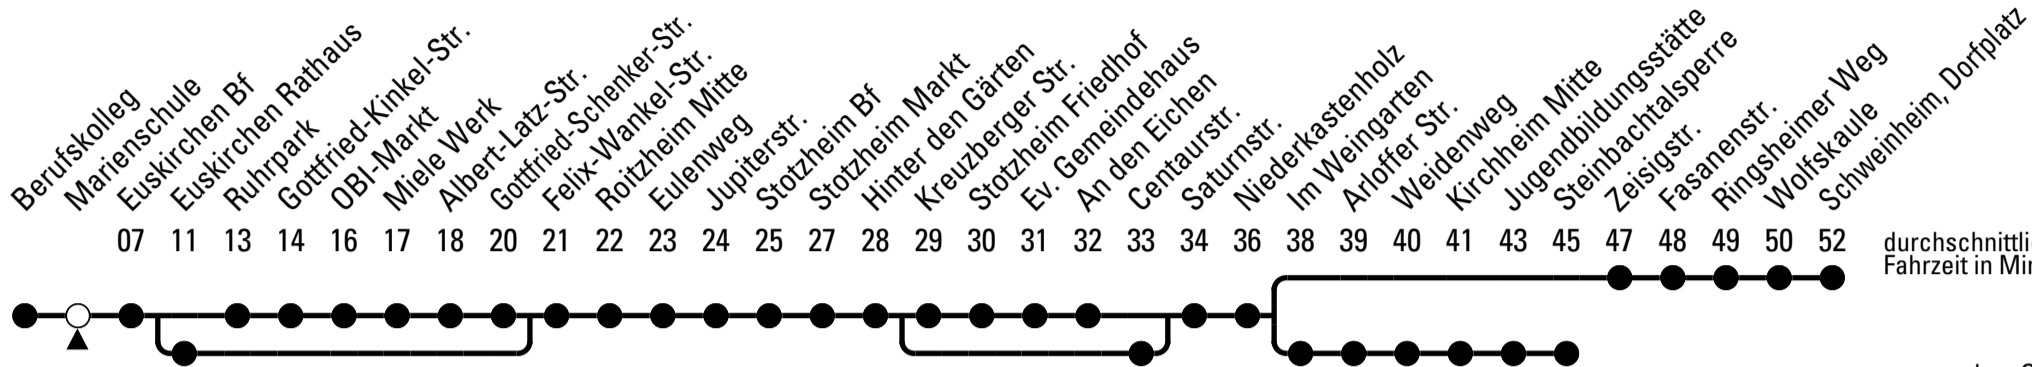 Berufskolleg
Marienschule
Euskirchen Bf
Euskirchen Rathaus
Ruhrpark
Gottfried-Kinkel-Str.
OBI-Markt
Miele Werk
Albert-Latz-Str.
Gottfried-Schenker-Str.
Felix-Wankel-Str.
Roitzheim Mitte
Eulenweg
Jupiterstr.
Stotzheim Bf
Stotzheim Markt
Hinter den Gärten
Kreuzberger Str.
Stotzheim Friedhof
Ev. Gemeindehaus
An den Eichen
Centaurstr.
Saturnstr.
Niederkastenholz
Im Weingarten
Arloffer Str.
Weidenweg
Kirchheim Mitte
Jugendbildungsstätte
Steinbachtalsperre
Zeisigstr.
Fasanenstr.
Ringsheimer Weg
Wolfskaule
Schweinheim, Dorfplatz
07 11 13 14 16 17 18 20 21 22 23 24 25 27 28 29 30 31 32 33 34 36 38 39 40 41 43 45 47 48 49 50 52
durchschnittli
Fahrzeit in Min